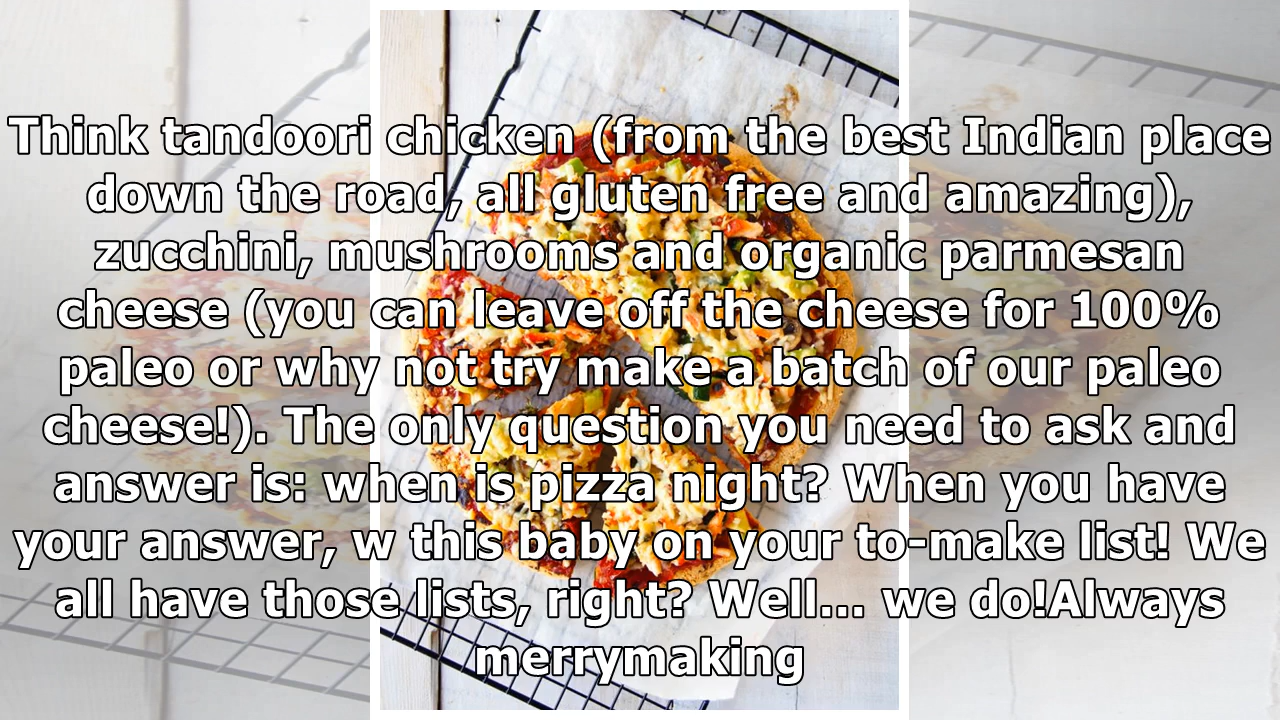 Think tandoori chicken (from the best Indian place
down the road, all gluten free and amazing),
zucchini, mushrooms and organic parmesan
cheese (you can leave off the cheese for 100%
paleo or why not try make a batch of our paleo
cheese!). The only question you need to ask and
answer is: when is pizza night? When you have
your answer, w this baby on your to-make list! We
all have those lists, right? Well... we do!Always
merrymaking